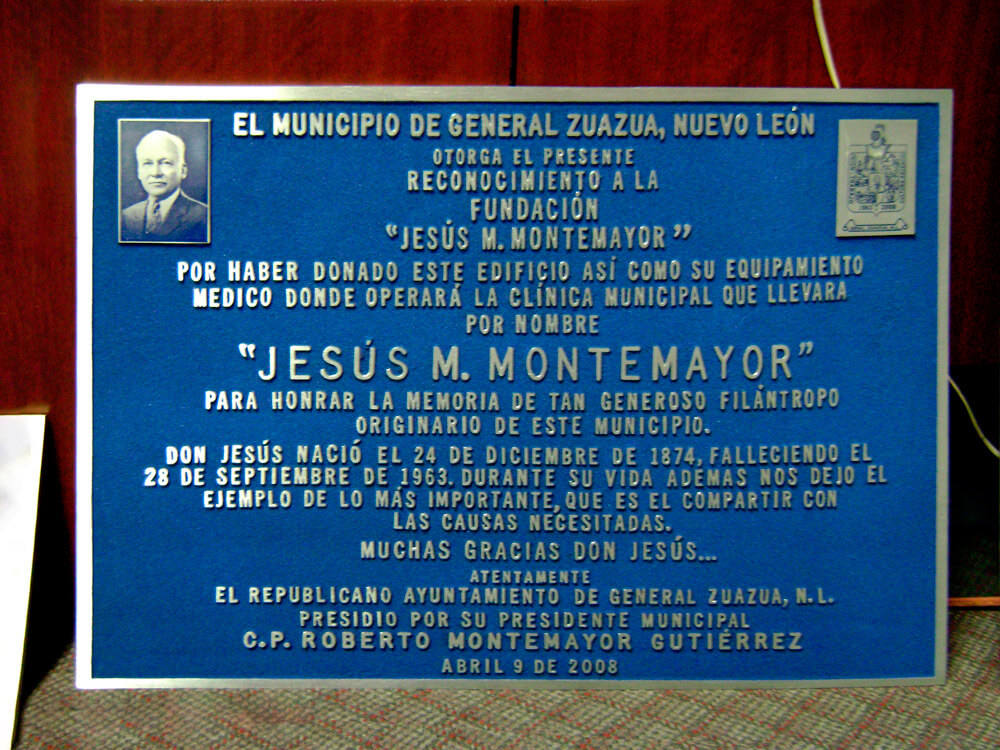 EL MUNICIPIO DE GENERAL ZUAZUA, NUEVO LEÓN
OTORGA EL PRESENTE
RECONOCIMIENTO A LA
FUNDACIÓN
"JESÚS M. MONTEMAYOR"
POR HABER DONADO ESTE EDIFICIO ASÍ COMO SU EQUIPAMIENTO
MEDICO DONDE OPERARÁ LA CLÍNICA MUNICIPAL QUE LLEVARA
POR NOMBRE
"JESÚS M. MONTEMAYOR"
PARA HONRAR LA MEMORIA DE TAN GENEROSO FILÁNTROPO
ORIGINARIO DE ESTE MUNICIPIO.
DON JESÚS NACIÓ EL 24 DE DICIEMBRE DE 1874, FALLECIENDO EL
28 DE SEPTIEMBRE DE 1963. DURANTE SU VIDA ADEMAS NOS DEJO EL
EJEMPLO DE LO MÁS IMPORTANTE, QUE ES EL COMPARTIR CON
LAS CAUSAS NECESITADAS.
MUCHAS GRACIAS DON JESÚS...
ATENTAMENTE
EL REPUBLICANO AYUNTAMIENTO DE GENERAL ZUAZUA, N.L.
PRESIDIO POR SU PRESIDENTE MUNICIPAL
C.P. ROBERTO MONTEMAYOR GUTIÉRREZ
ABRIL 9 DE 2008